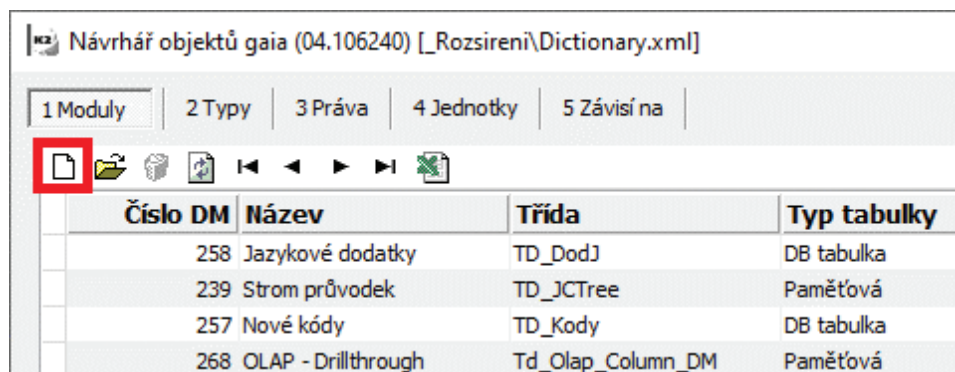 K2 Návrhář objektů gaia (04.106240) [_Rozsireni\Dictionary.xml]
1 Moduly 2 Typy 3 Práva 4 Jednotky 5 Závisí na
Číslo DM Název Třída Typ tabulky
258 Jazykové dodatky TD_DodJ DB tabulka
239 Strom průvodek TD_JCTree Paměťová
257 Nové kódy TD_Kody DB tabulka
268 OLAP - Drillthrough Td_Olap_Column_DM Paměťová